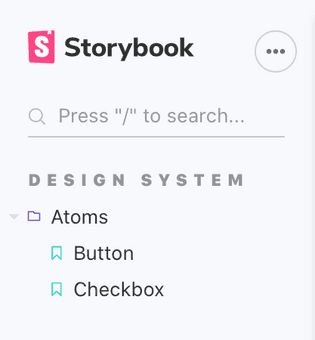 Storybook
Press "/" to search...
DESIGN SYSTEM
Atoms
Button
Checkbox